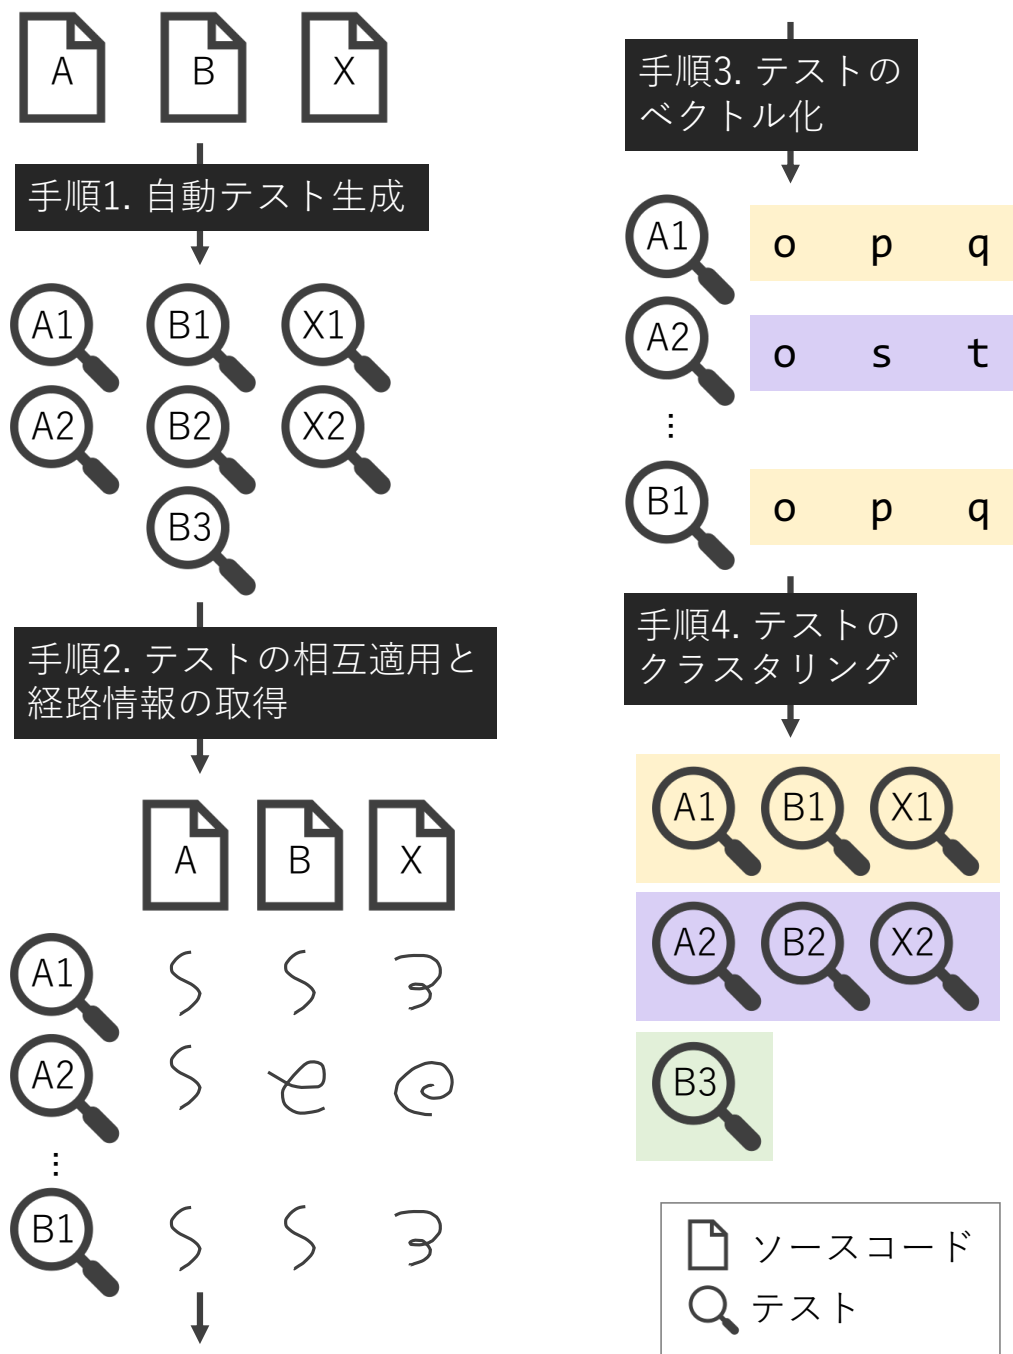 A B X
手順1. 自動テスト生成
A1 B1 X1
A2 B2 X2
B3
手順2. テストの相互適用と
経路情報の取得
A B X
A1
A2
…
B1
手順3. テストの
ベクトル化
A1 o p q
A2 o s t
…
B1 o p q
手順4. テストの
クラスタリング
A1 B1 X1
A2 B2 X2
B3
ソースコード
テスト